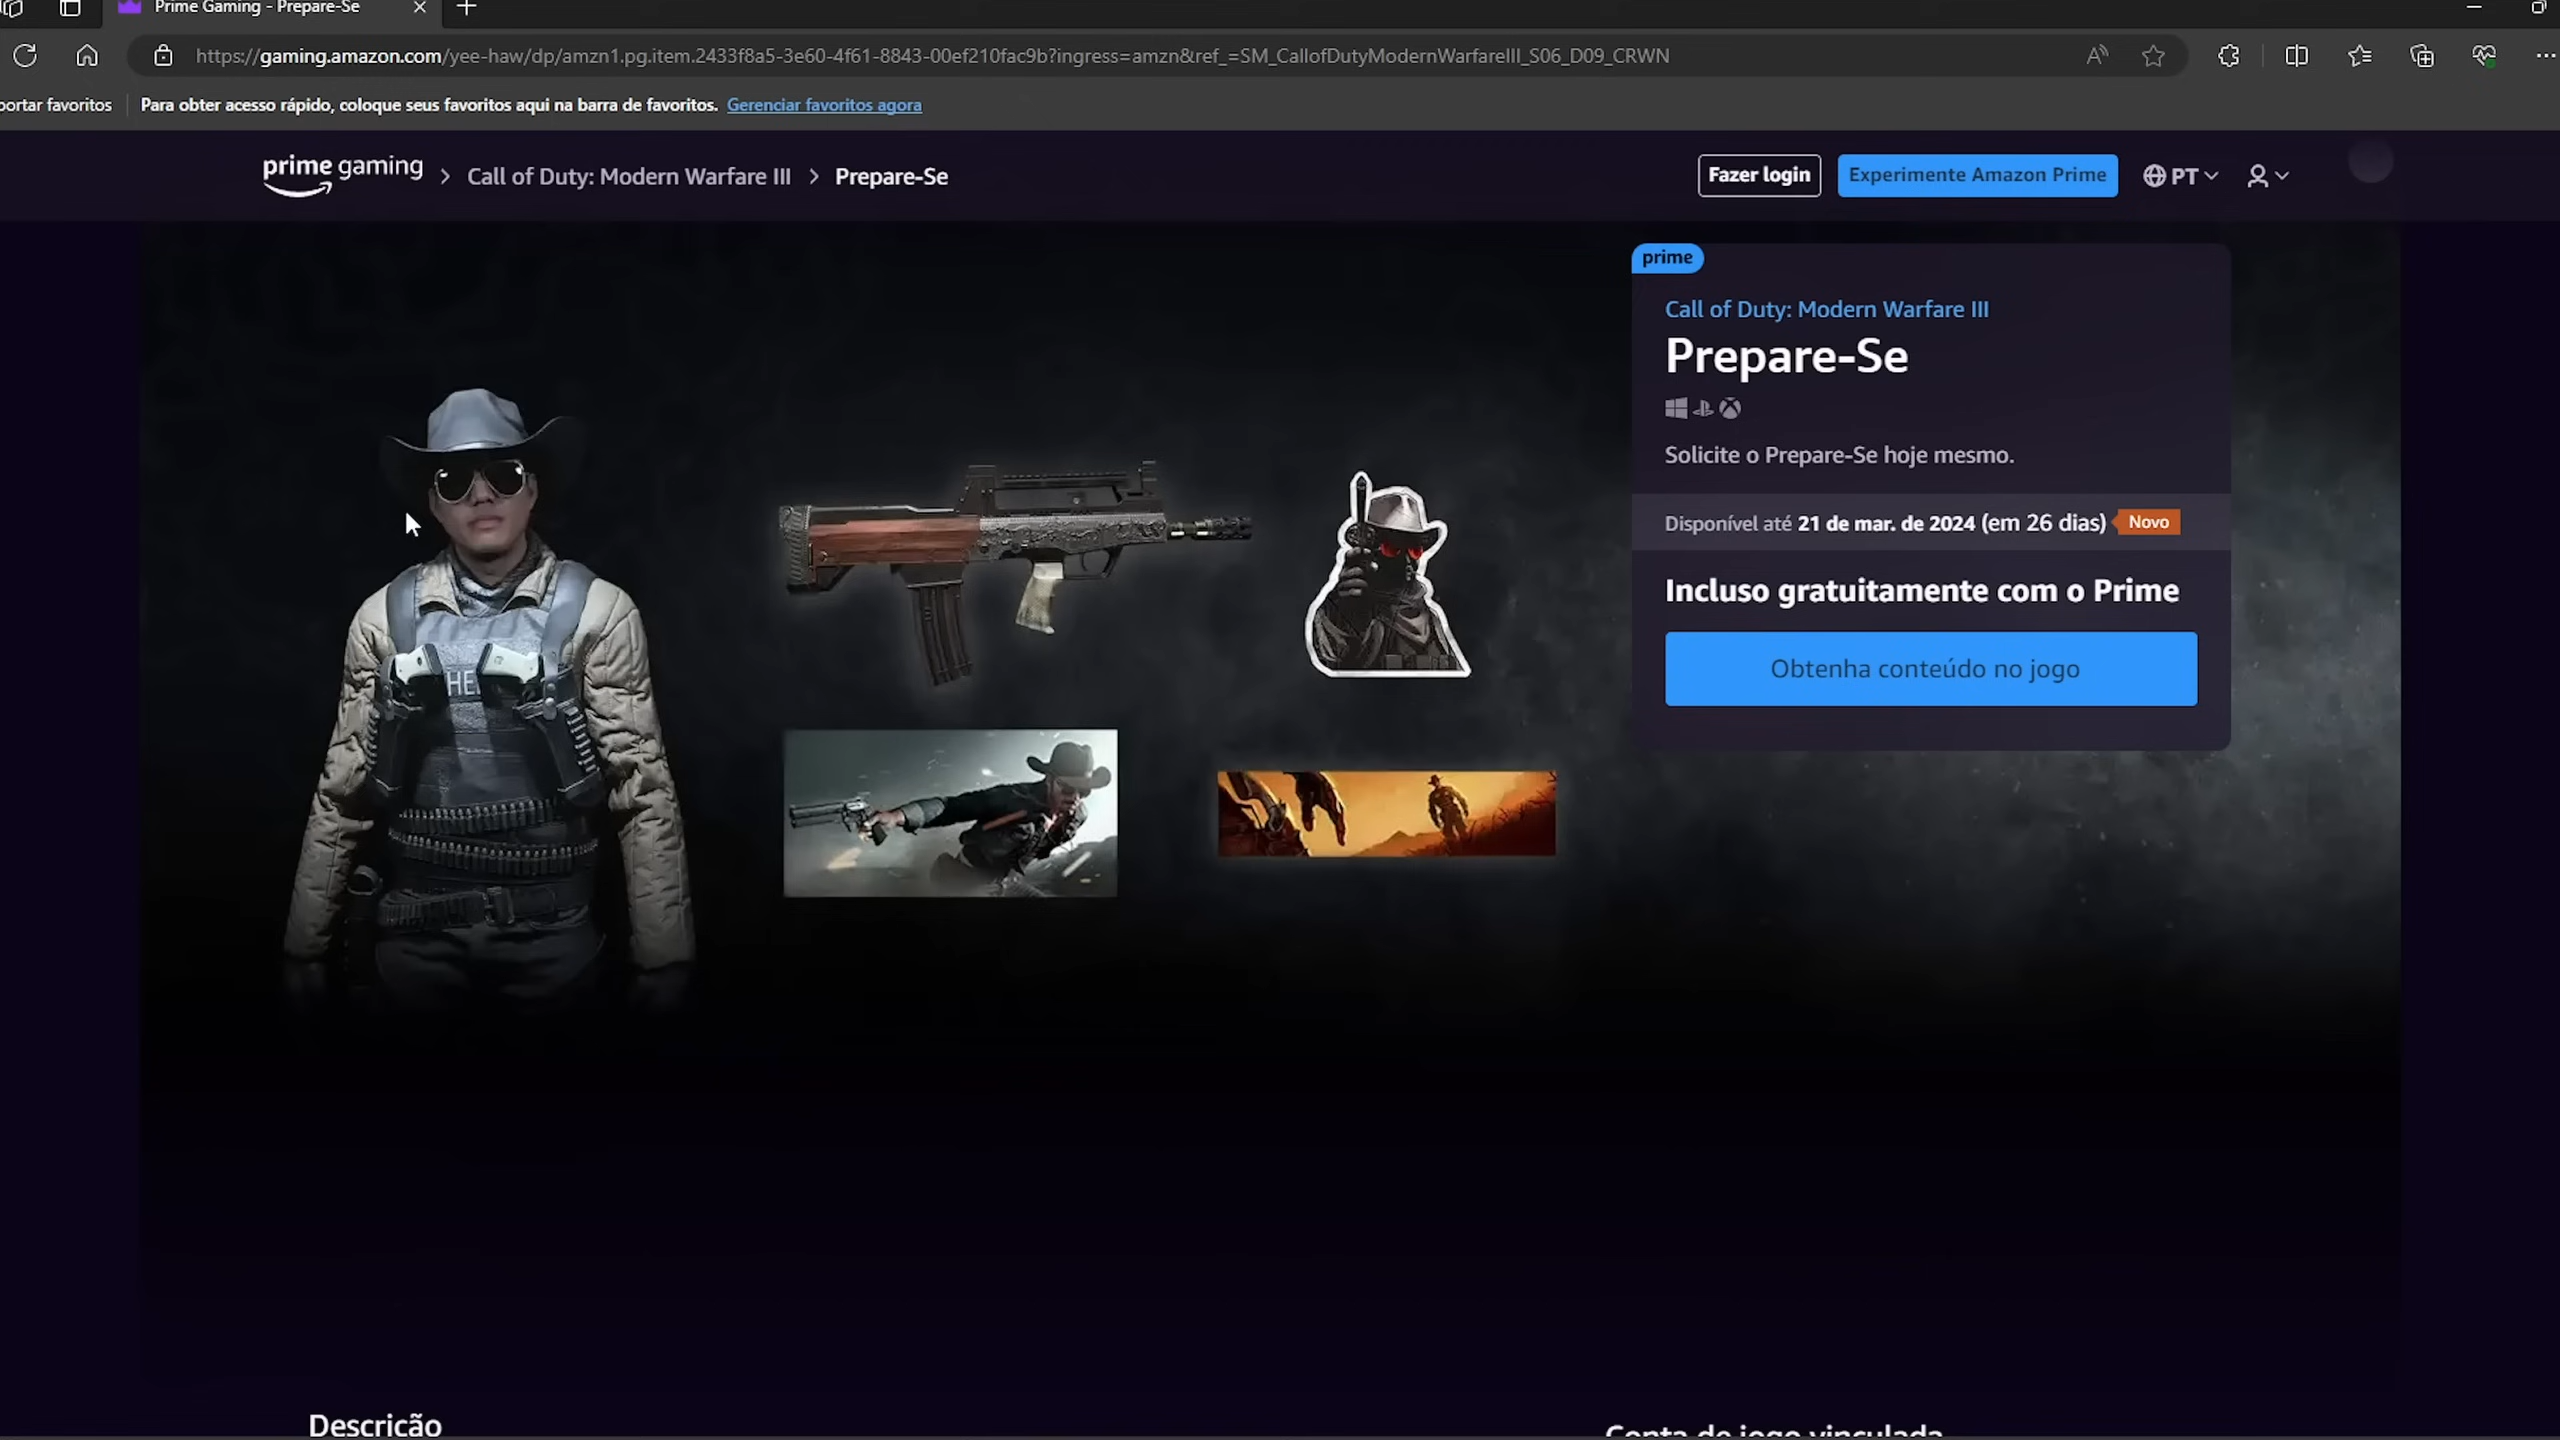 Prime Gaming - Prepare-Se
https://gaming.amazon.com/yee-haw/dp/amzn1.pg.item.2433f8a5-3e60-4f61-8843-00ef210fac9b?ingress=amzn&ref_=SM_CallofDutyModernWarfareIII_S06_D09_CRWN
portar favoritos
Para obter acesso rápido, coloque seus favoritos aqui na barra de favoritos. Gerenciar favoritos agora
prime gaming > Call of Duty: Modern Warfare III > Prepare-Se
Fazer login
Experimente Amazon Prime
PT
prime
Call of Duty: Modern Warfare III
Prepare-Se
Solicite o Prepare-Se hoje mesmo.
Disponível até 21 de mar. de 2024 (em 26 dias) Novo
Incluso gratuitamente com o Prime
Obtenha conteúdo no jogo
Descrição
Conta de jogo vinculada